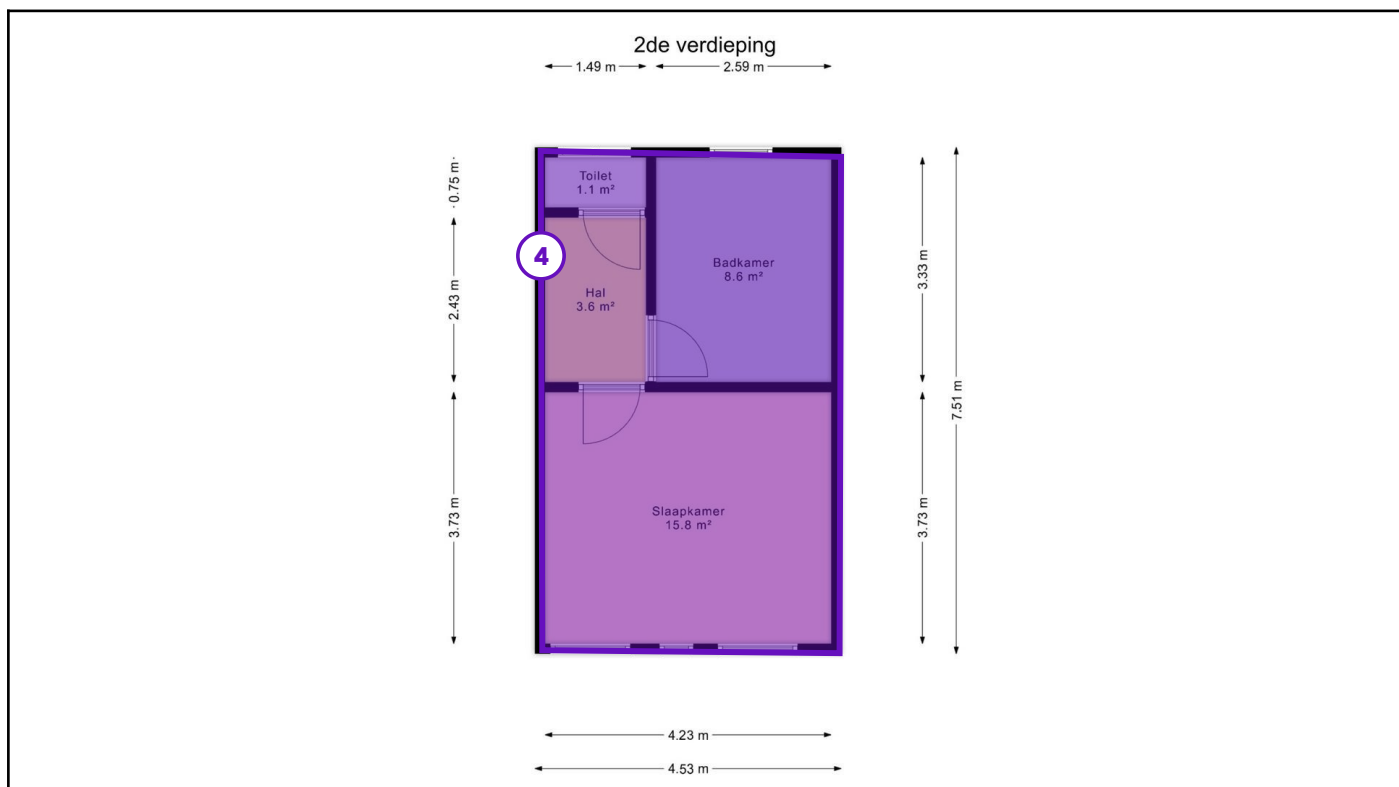 2de verdieping
1.49 m
2.59 m
0.75 m
2.43 m
3.73 m
Toilet
1.1 m²
4
Hal
3.6 m²
Badkamer
8.6 m²
Slaapkamer
15.8 m²
3.33 m
3.73 m
7.51 m
4.23 m
4.53 m